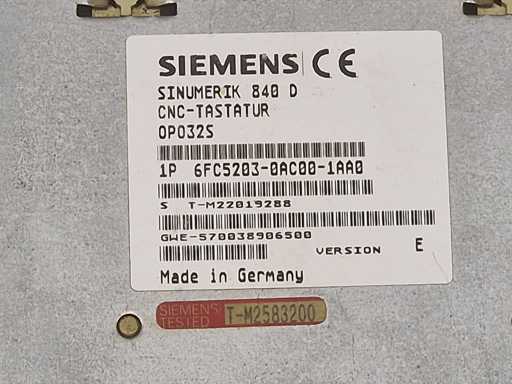 SIEMENS CE
SINUMERIK 840 D
CNC-TASTATUR
OP032S
1P 6FC5203-0AC00-1AA0
S T-M22019288
GWE-570038906500
VERSION E
Made in Germany
SIEMENS
TESTED
T-M2583200